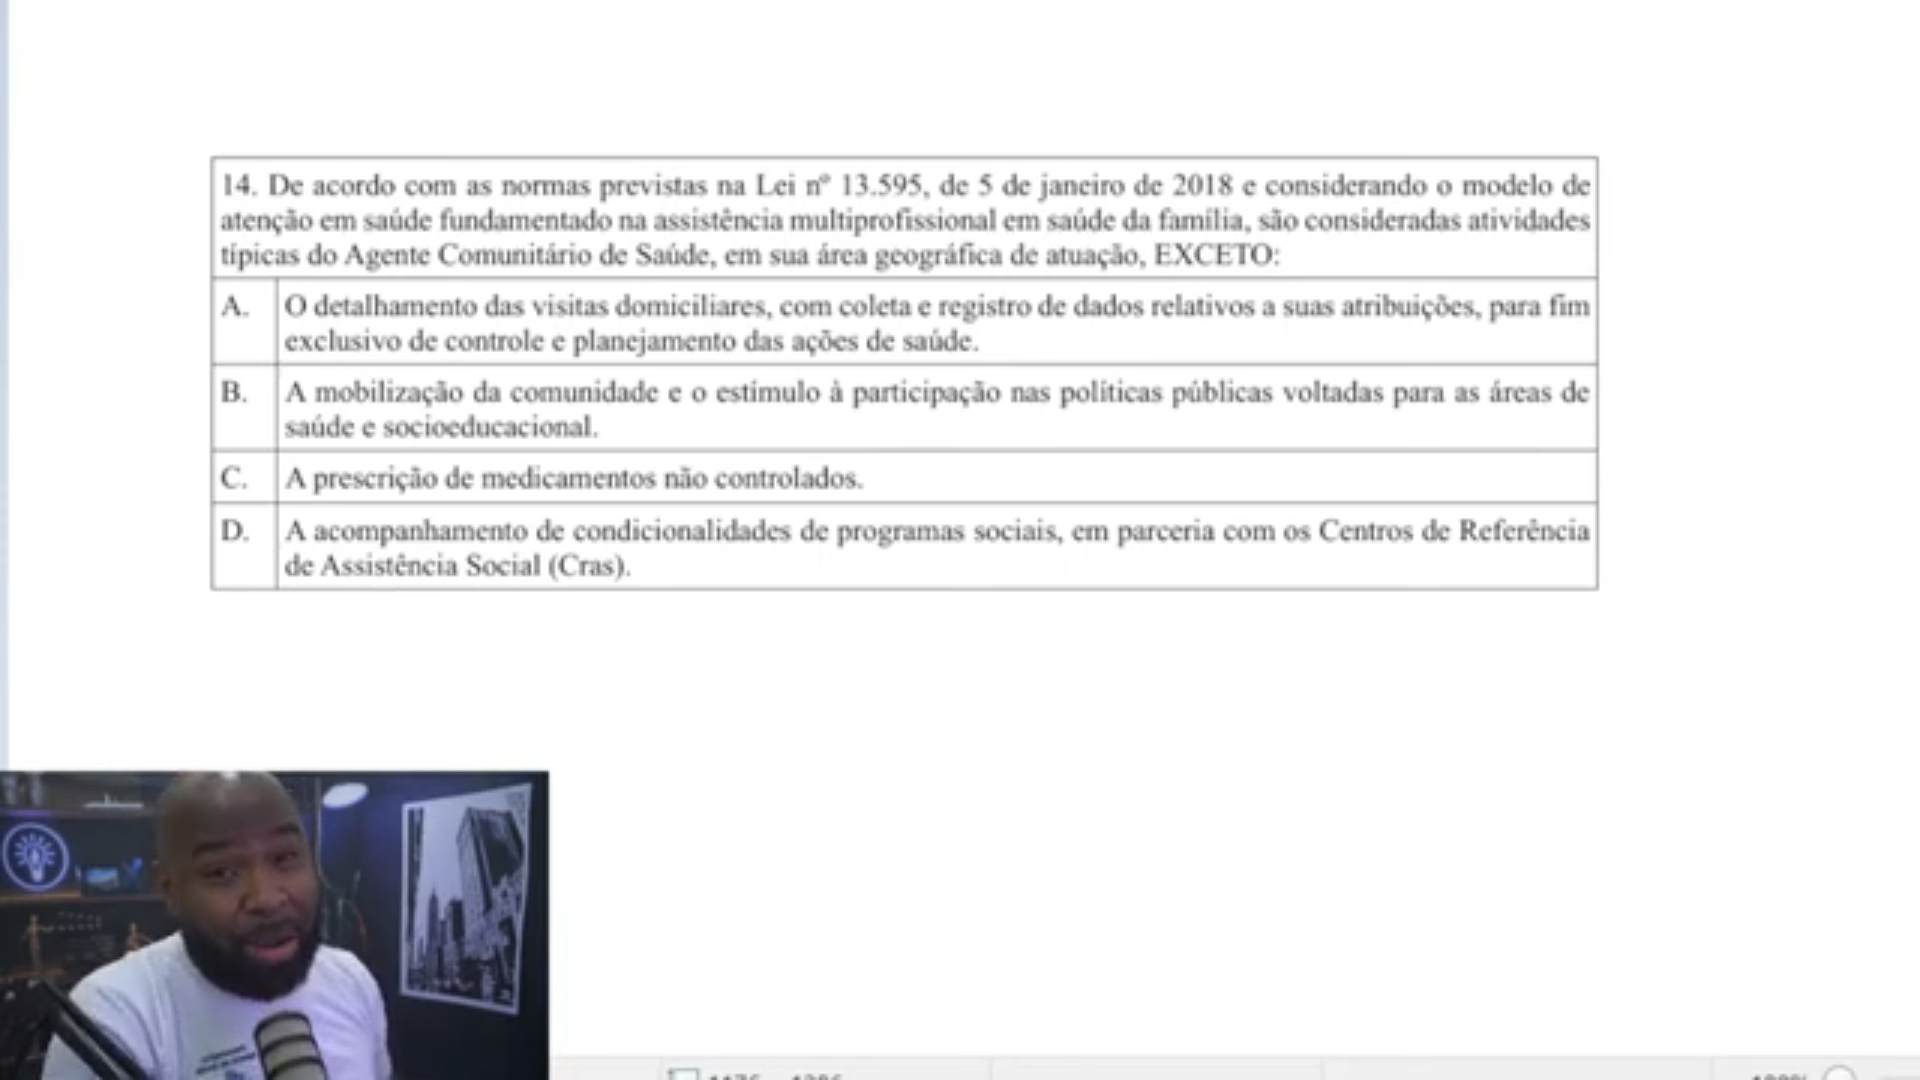 14. De acordo com as normas previstas na Lei nº 13.595, de 5 de janeiro de 2018 e considerando o modelo de
atenção em saúde fundamentado na assistência multiprofissional em saúde da família, são consideradas atividades
típicas do Agente Comunitário de Saúde, em sua área geográfica de atuação, EXCETO:
A. O detalhamento das visitas domiciliares, com coleta e registro de dados relativos a suas atribuições, para fim
exclusivo de controle e planejamento das ações de saúde.
B. A mobilização da comunidade e o estímulo à participação nas políticas públicas voltadas para as áreas de
saúde e socioeducacional.
C. A prescrição de medicamentos não controlados.
D. A acompanhamento de condicionalidades de programas sociais, em parceria com os Centros de Referência
de Assistência Social (Cras).